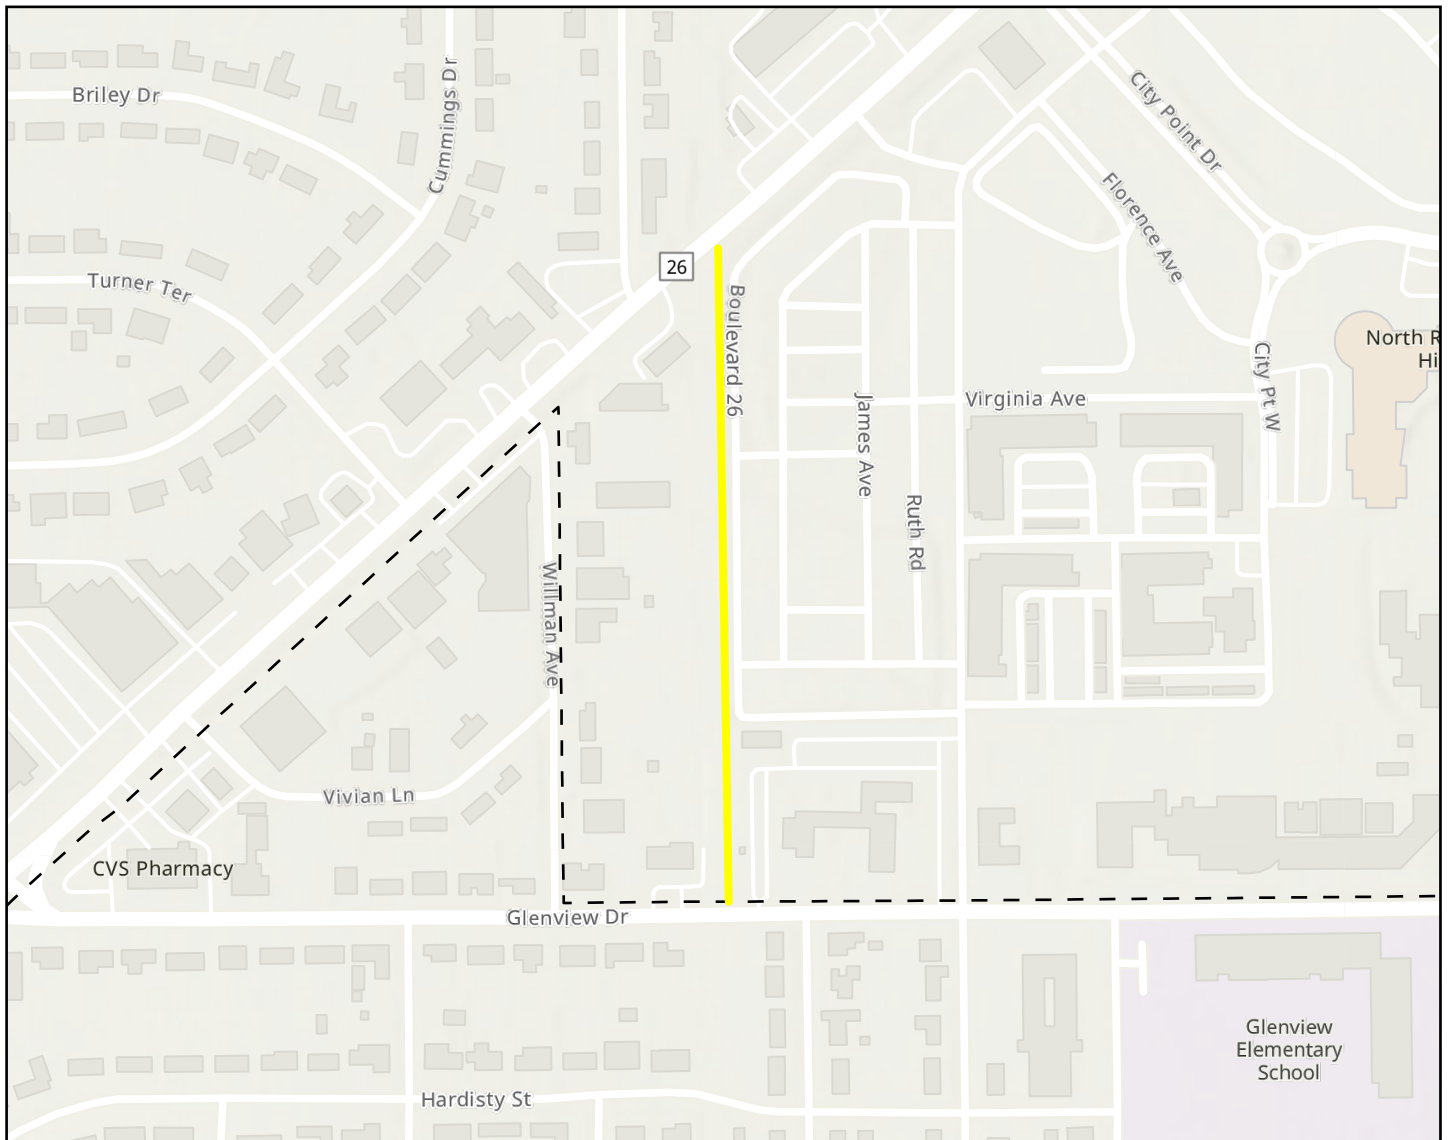 Briley Dr
Cummings Dr
City Point Dr
Florence Ave
Turner Ter
26
Boulevard 26
North R
Hi
City Pt W
James Ave
Virginia Ave
Ruth Rd
Willman Ave
Vivian Ln
CVS Pharmacy
Glenview Dr
Glenview
Elementary
School
Hardisty St